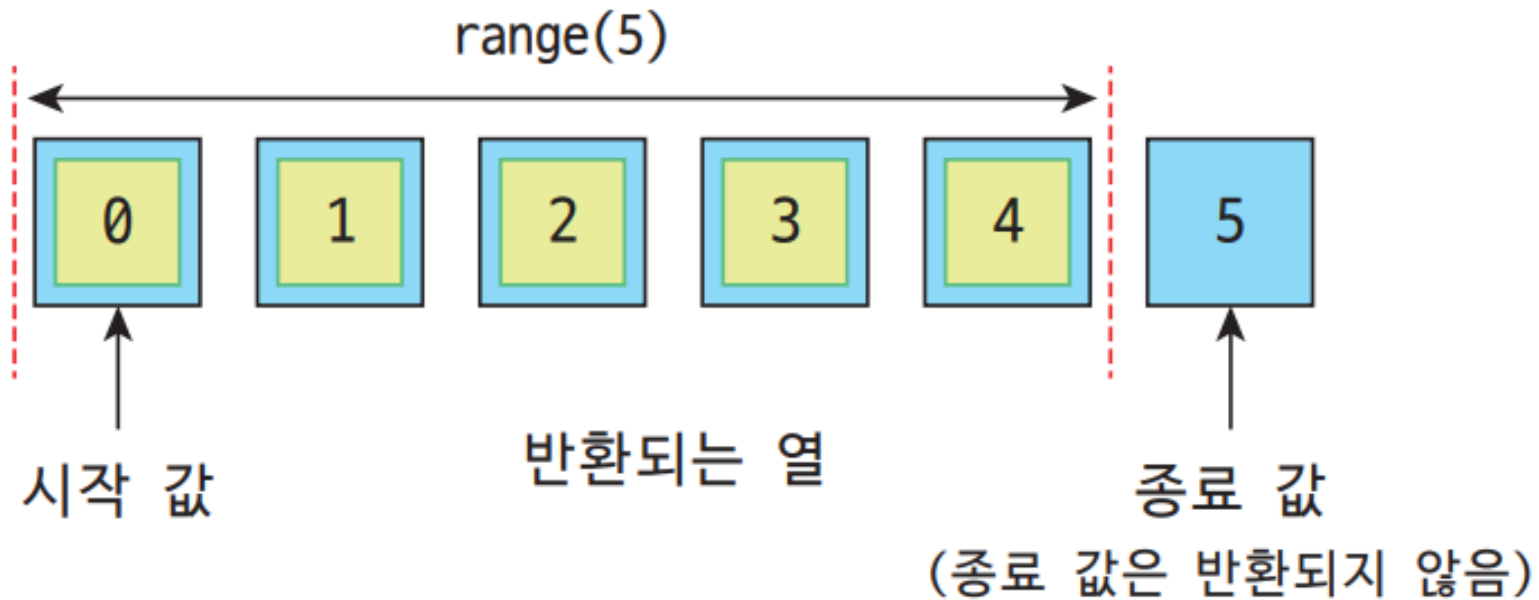 range(5)
0 1 2 3 4 5
시작 값
반환되는 열
종료 값
(종료 값은 반환되지 않음)